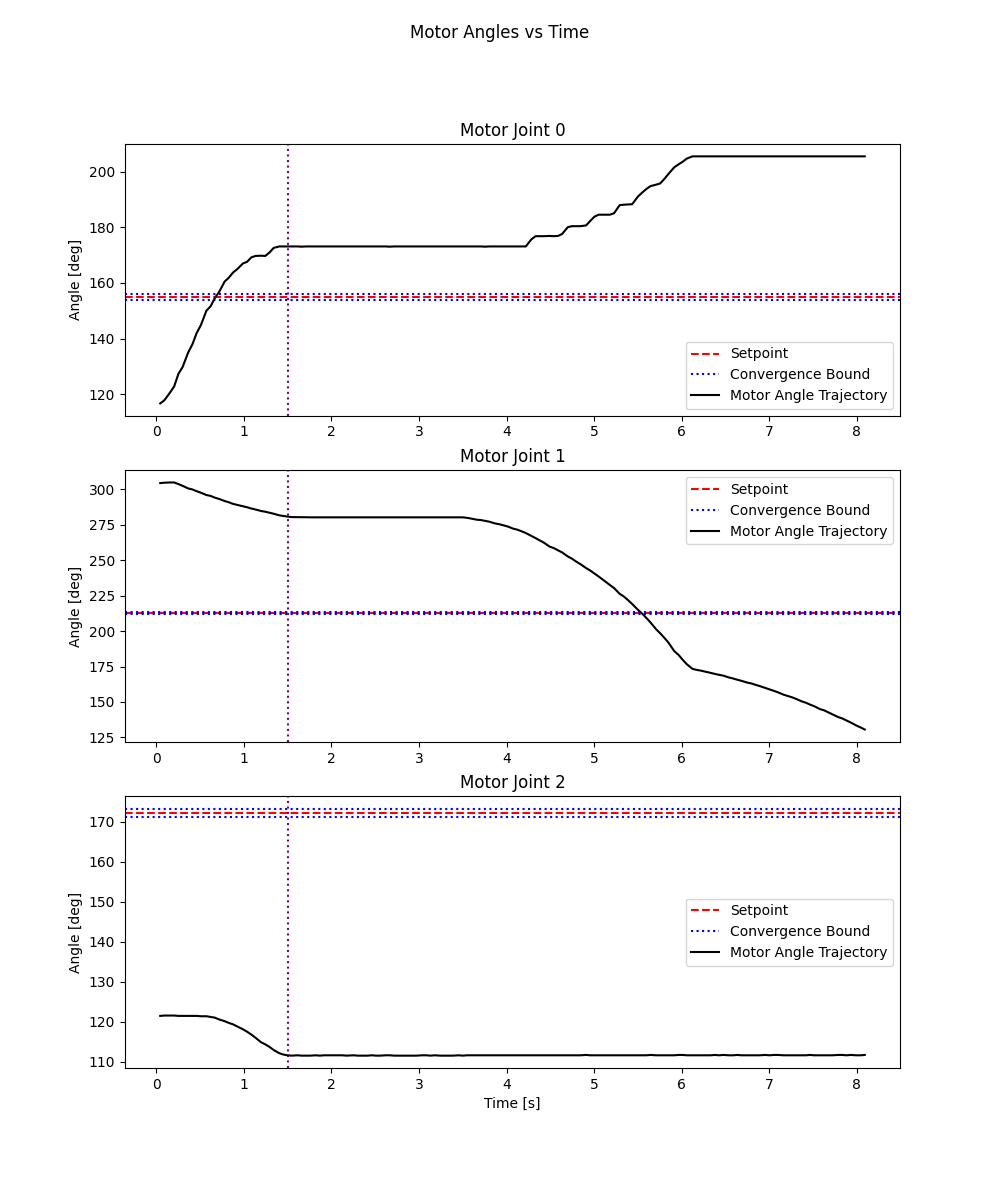 Motor Angles vs Time
Motor Joint 0
Angle [deg]
200
180
160
140
120
Setpoint
Convergence Bound
Motor Angle Trajectory
0 1 2 3 4 5 6 7 8
Motor Joint 1
Angle [deg]
300
275
250
225
200
175
150
125
Setpoint
Convergence Bound
Motor Angle Trajectory
0 1 2 3 4 5 6 7 8
Motor Joint 2
Angle [deg]
170
160
150
140
130
120
110
Setpoint
Convergence Bound
Motor Angle Trajectory
0 1 2 3 4 5 6 7 8
Time [s]